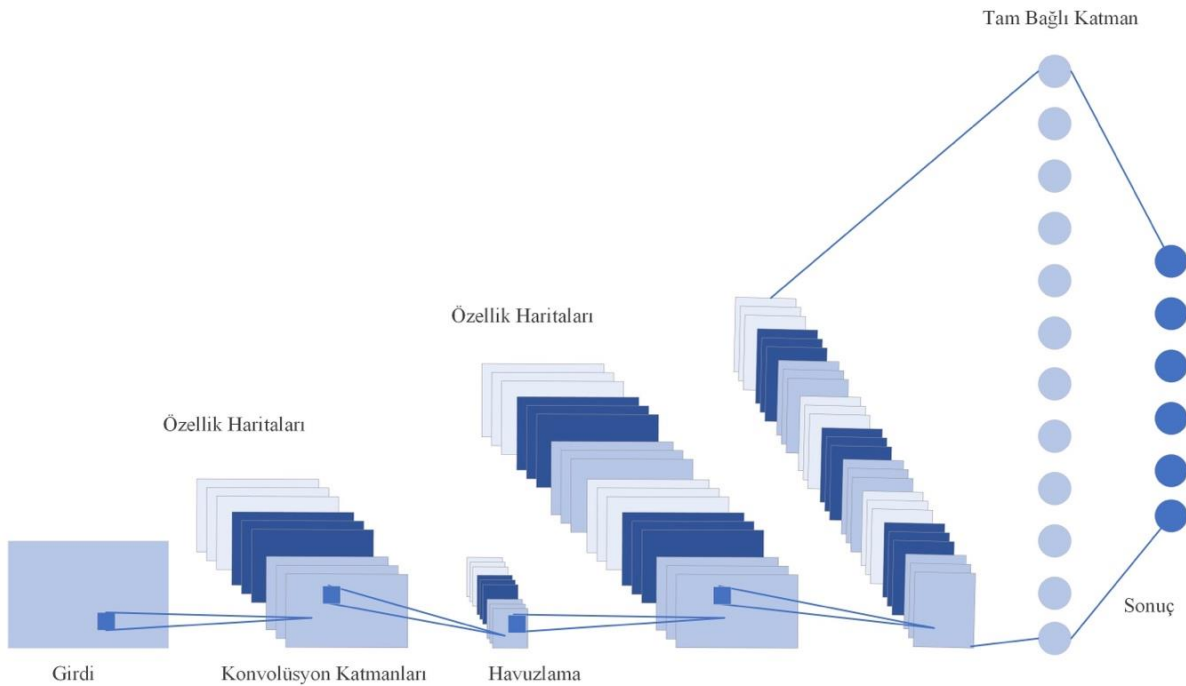 Tam Bağlı Katman
Özellik Haritaları
Özellik Haritaları
Sonuç
Girdi
Konvolüsyon Katmanları
Havuzlama